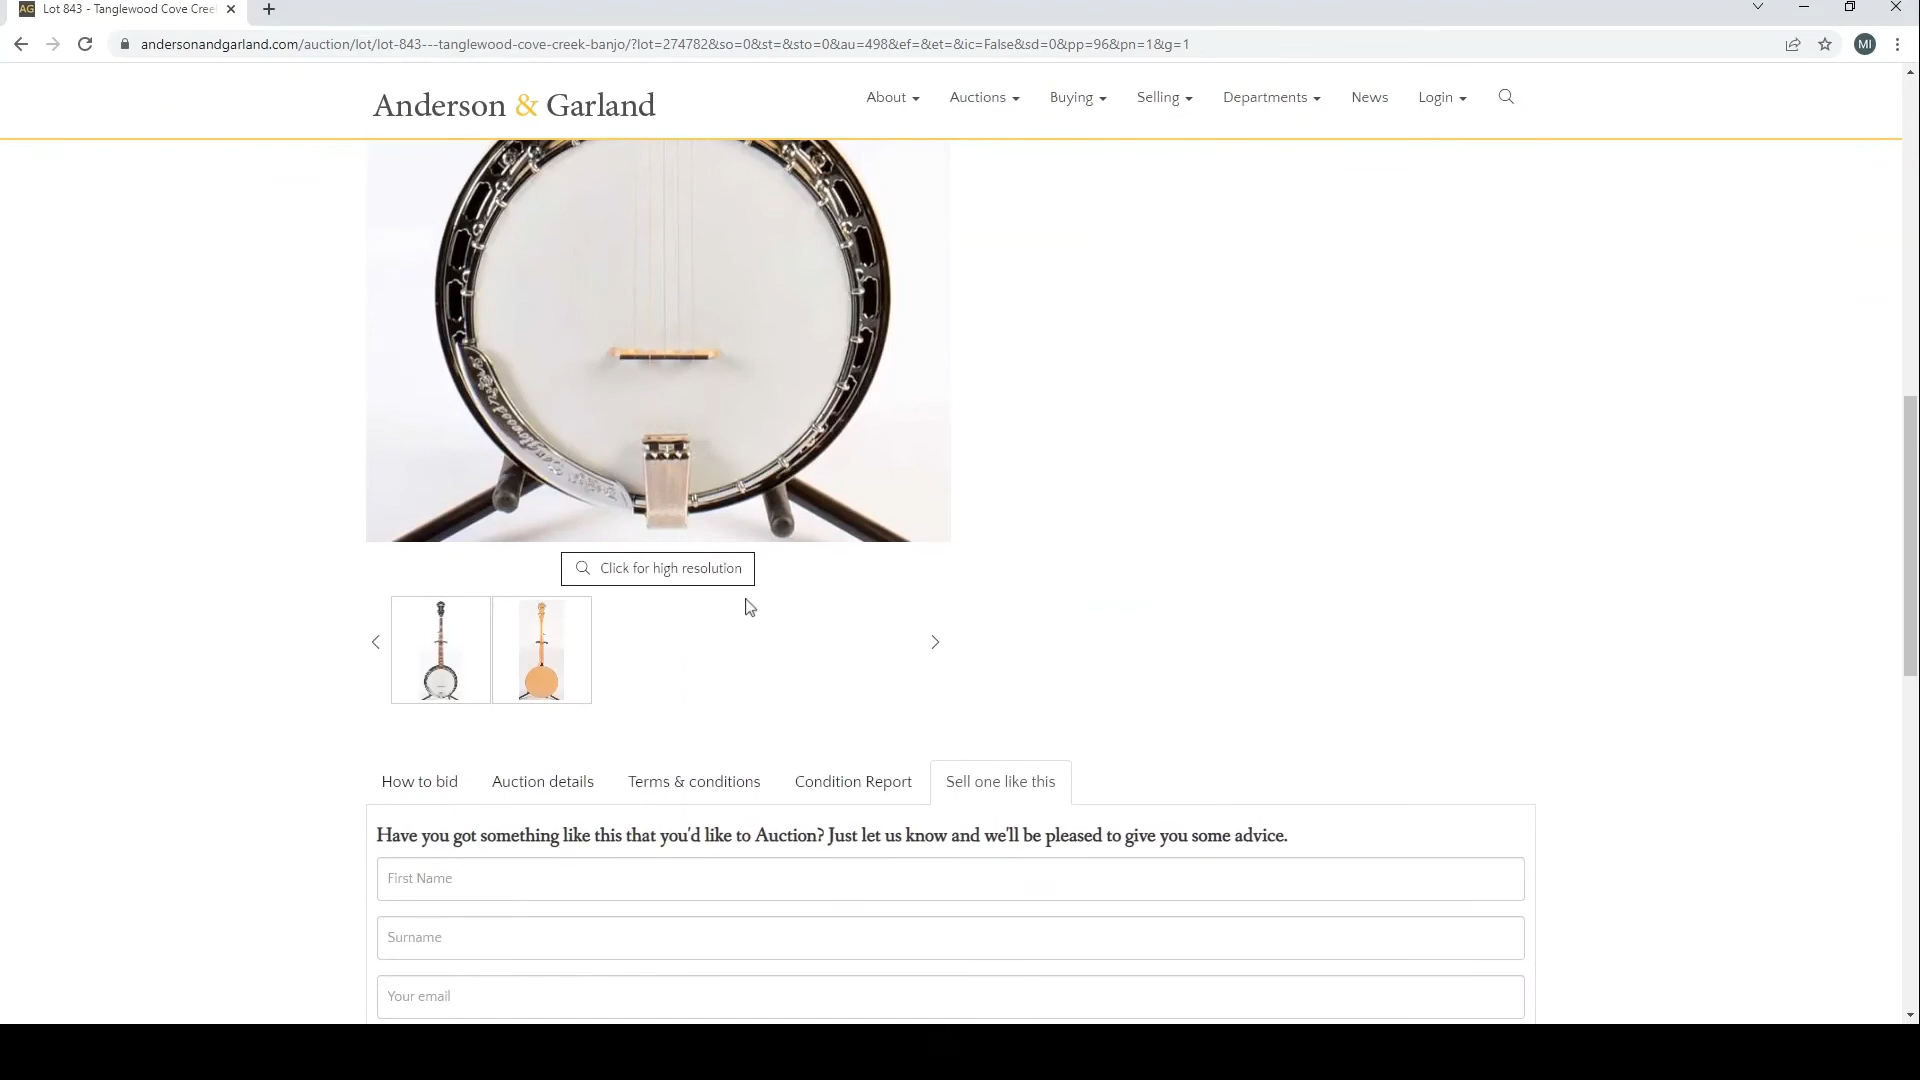 AG Lot 843 - Tanglewood Cove Cree
andersonandgarland.com/auction/lot/lot-843---tanglewood-cove-creek-banjo/?lot=274782&so=0&st=&sto=0&au=498&ef=&et=&ic=False&sd=0&pp=96&pn=1&g=1
MI
Anderson & Garland
About
Auctions
Buying
Selling
Departments
News
Login
Tanglewood
Click for high resolution
How to bid
Auction details
Terms & conditions
Condition Report
Sell one like this
Have you got something like this that you'd like to Auction? Just let us know and we'll be pleased to give you some advice.
First Name
Surname
Your email